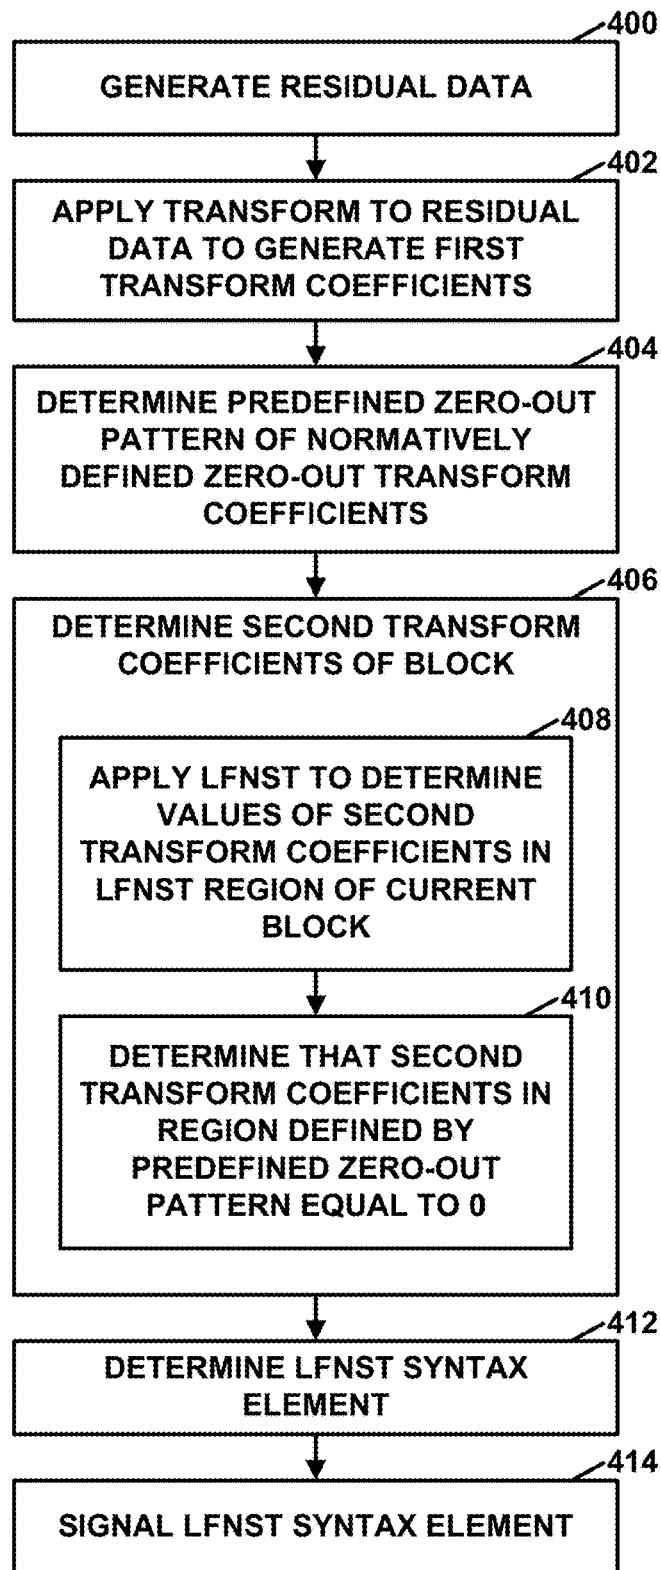 400
GENERATE RESIDUAL DATA
402
APPLY TRANSFORM TO RESIDUAL
DATA TO GENERATE FIRST
TRANSFORM COEFFICIENTS
404
DETERMINE PREDEFINED ZERO-OUT
PATTERN OF NORMATIVELY
DEFINED ZERO-OUT TRANSFORM
COEFFICIENTS
406
DETERMINE SECOND TRANSFORM
COEFFICIENTS OF BLOCK
408
APPLY LFNST TO DETERMINE
VALUES OF SECOND
TRANSFORM COEFFICIENTS IN
LFNST REGION OF CURRENT
BLOCK
410
DETERMINE THAT SECOND
TRANSFORM COEFFICIENTS IN
REGION DEFINED BY
PREDEFINED ZERO-OUT
PATTERN EQUAL TO 0
412
DETERMINE LFNST SYNTAX
ELEMENT
414
SIGNAL LFNST SYNTAX ELEMENT